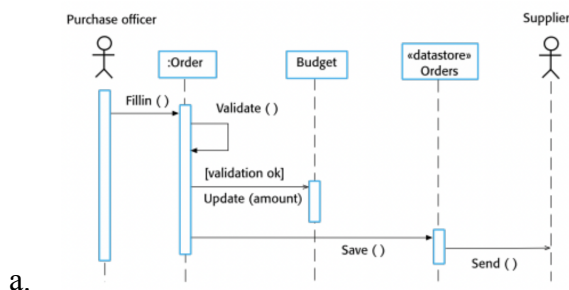 Purchase officer
Supplier
:Order
Budget
«datastore»
Orders
Fillin ( )
Validate ( )
[validation ok]
Update (amount)
Save ( )
Send ( )
a.